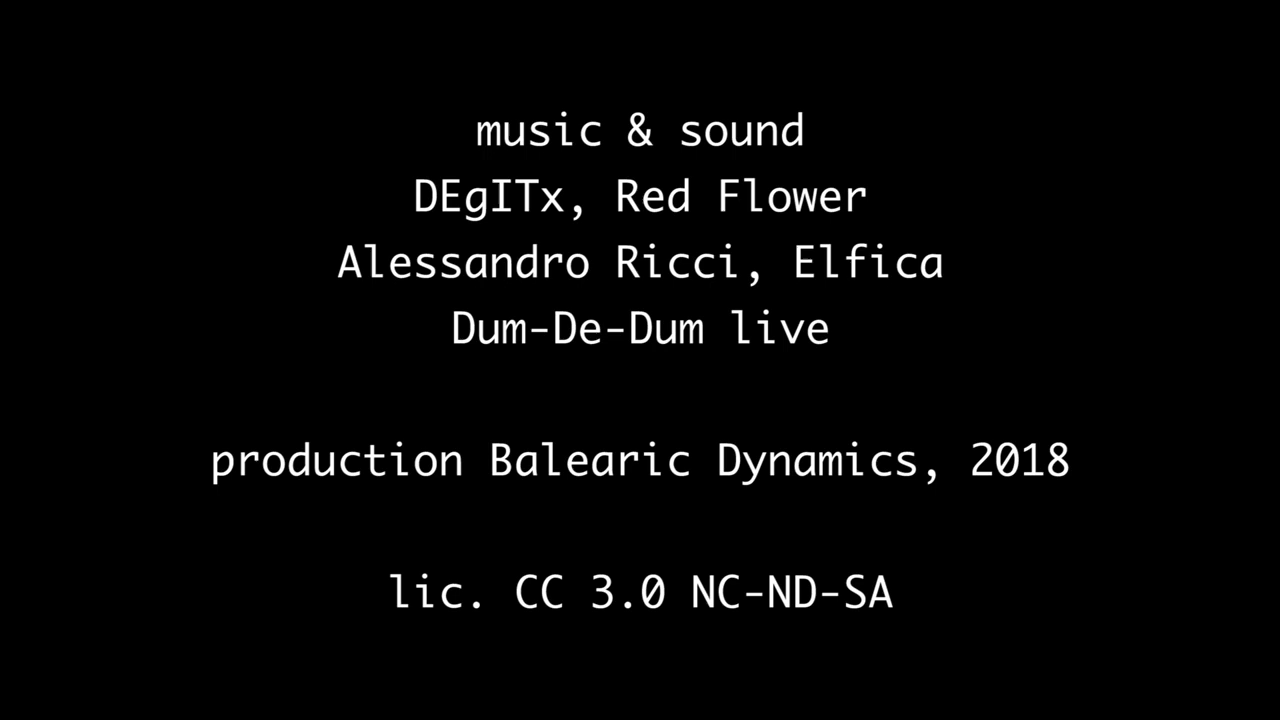 music & sound
DEgITx, Red Flower
Alessandro Ricci, Elfica
Dum-De-Dum live
production Balearic Dynamics, 2018
lic. CC 3.0 NC-ND-SA